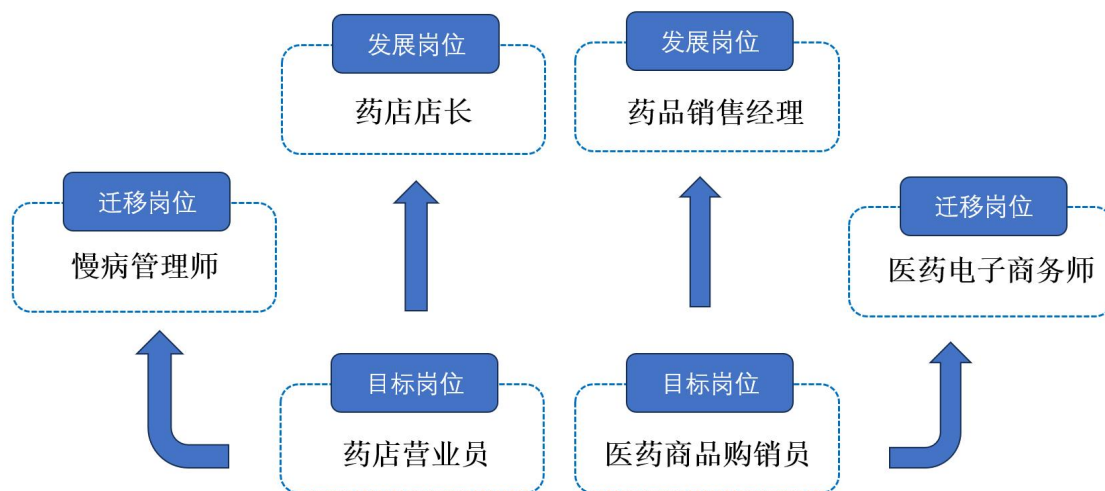 发展岗位
药店店长
发展岗位
药品销售经理
迁移岗位
慢病管理师
迁移岗位
医药电子商务师
目标岗位
药店营业员
目标岗位
医药商品购销员